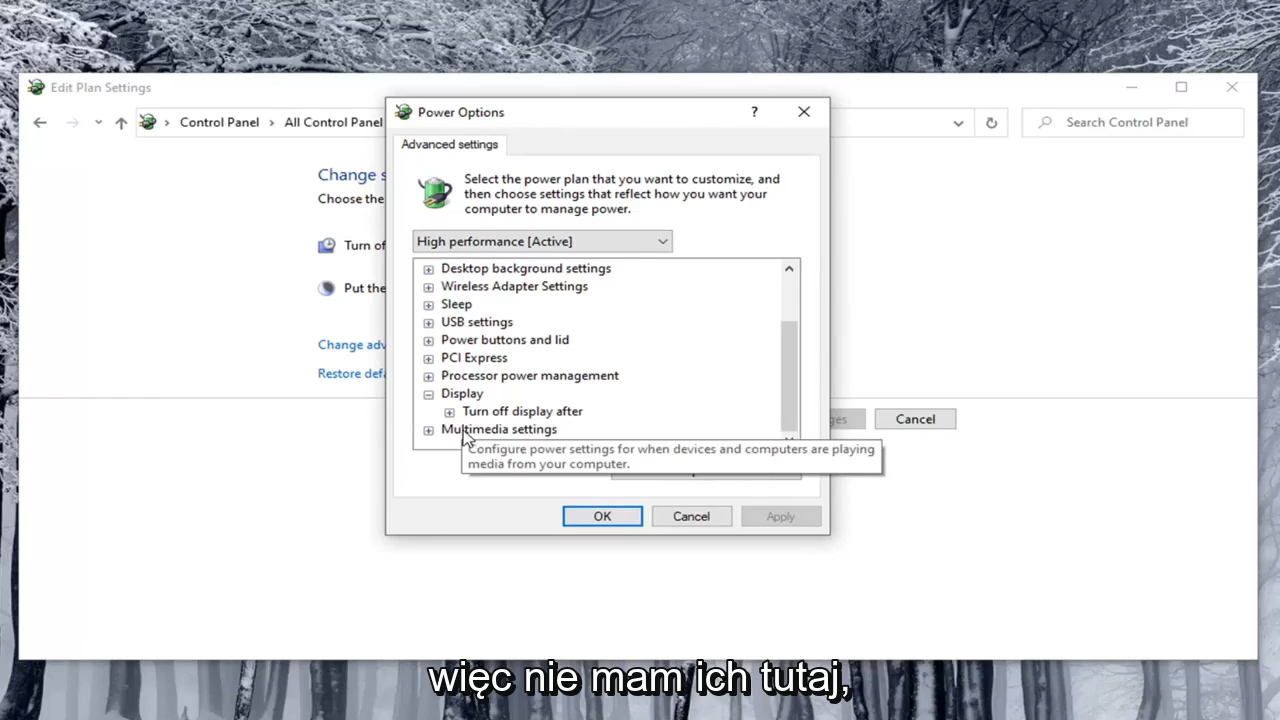 Edit Plan Settings
Control Panel > All Control Panel
Search Control Panel
Change s
Choose the
Turn of
Put the
Change adv
Restore defa
ges
Cancel
Power Options
?
Advanced settings
Select the power plan that you want to customize, and
then choose settings that reflect how you want your
computer to manage power.
High performance [Active]
Desktop background settings
Wireless Adapter Settings
Sleep
USB settings
Power buttons and lid
PCI Express
Processor power management
Display
Turn off display after
Multimedia settings
Configure power settings for when devices and computers are playing
media from your computer.
OK
Cancel
Apply
więc nie mam ich tutaj,